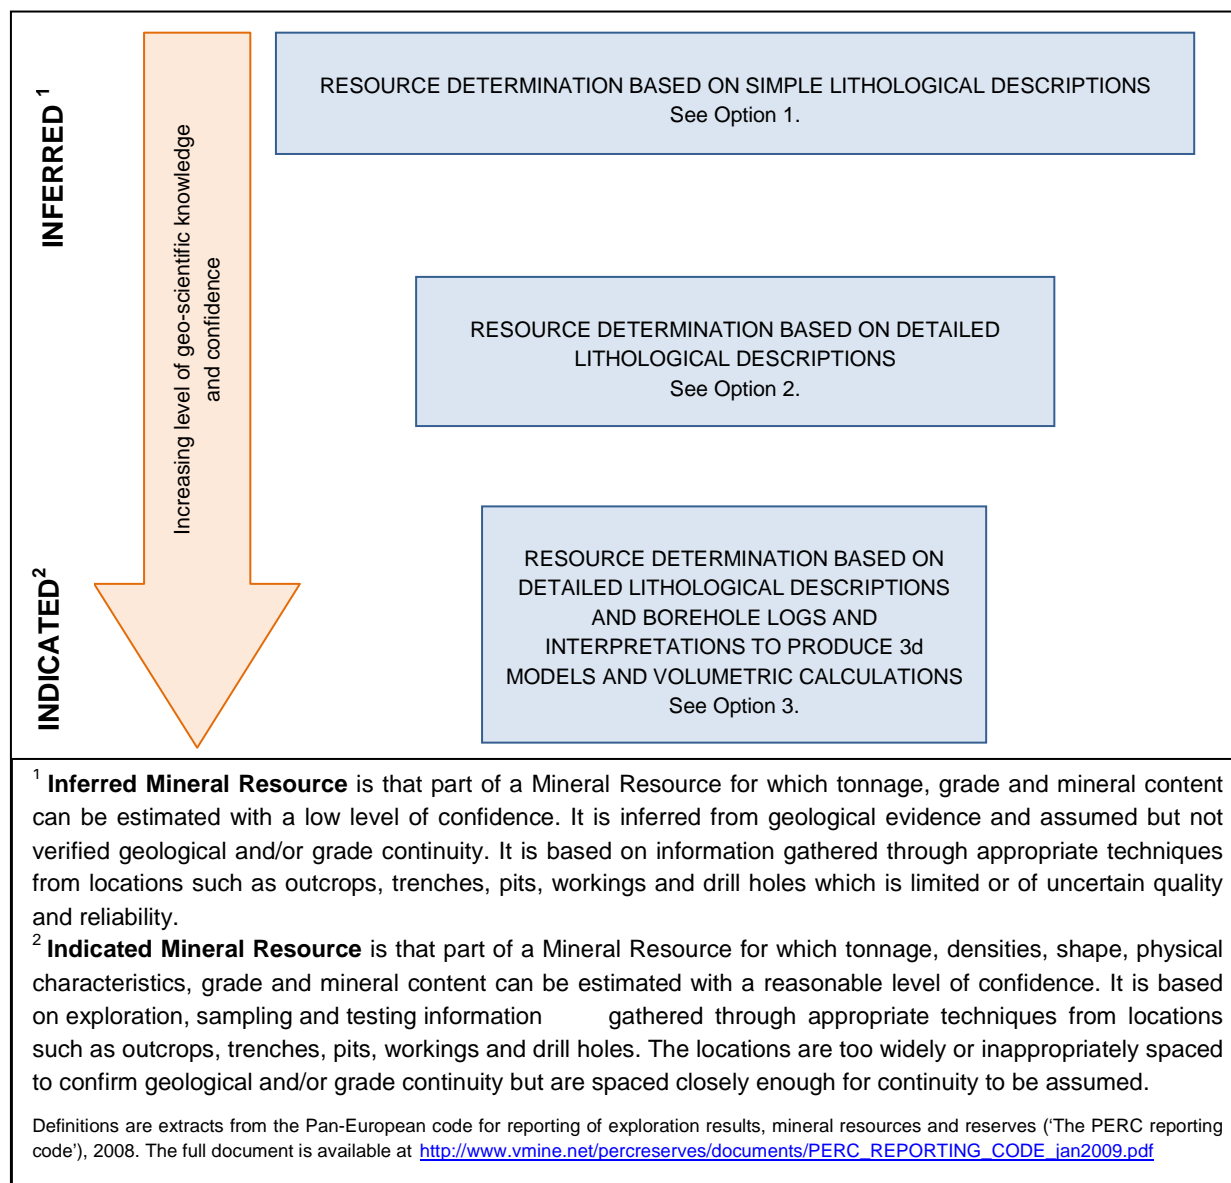 INFERRED 1
Increasing level of geo-scientific knowledge
and confidence
INDICATED2
RESOURCE DETERMINATION BASED ON SIMPLE LITHOLOGICAL DESCRIPTIONS
See Option 1.
RESOURCE DETERMINATION BASED ON DETAILED
LITHOLOGICAL DESCRIPTIONS
See Option 2.
RESOURCE DETERMINATION BASED ON
DETAILED LITHOLOGICAL DESCRIPTIONS
AND BOREHOLE LOGS AND
INTERPRETATIONS TO PRODUCE 3d
MODELS AND VOLUMETRIC CALCULATIONS
See Option 3.
1 Inferred Mineral Resource is that part of a Mineral Resource for which tonnage, grade and mineral content
can be estimated with a low level of confidence. It is inferred from geological evidence and assumed but not
verified geological and/or grade continuity. It is based on information gathered through appropriate techniques
from locations such as outcrops, trenches, pits, workings and drill holes which is limited or of uncertain quality
and reliability.
2 Indicated Mineral Resource is that part of a Mineral Resource for which tonnage, densities, shape, physical
characteristics, grade and mineral content can be estimated with a reasonable level of confidence. It is based
on exploration, sampling and testing information gathered through appropriate techniques from locations
such as outcrops, trenches, pits, workings and drill holes. The locations are too widely or inappropriately spaced
to confirm geological and/or grade continuity but are spaced closely enough for continuity to be assumed.
Definitions are extracts from the Pan-European code for reporting of exploration results, mineral resources and reserves (‘The PERC reporting
code’), 2008. The full document is available at http://www.vmine.net/percreserves/documents/PERC_REPORTING_CODE_jan2009.pdf